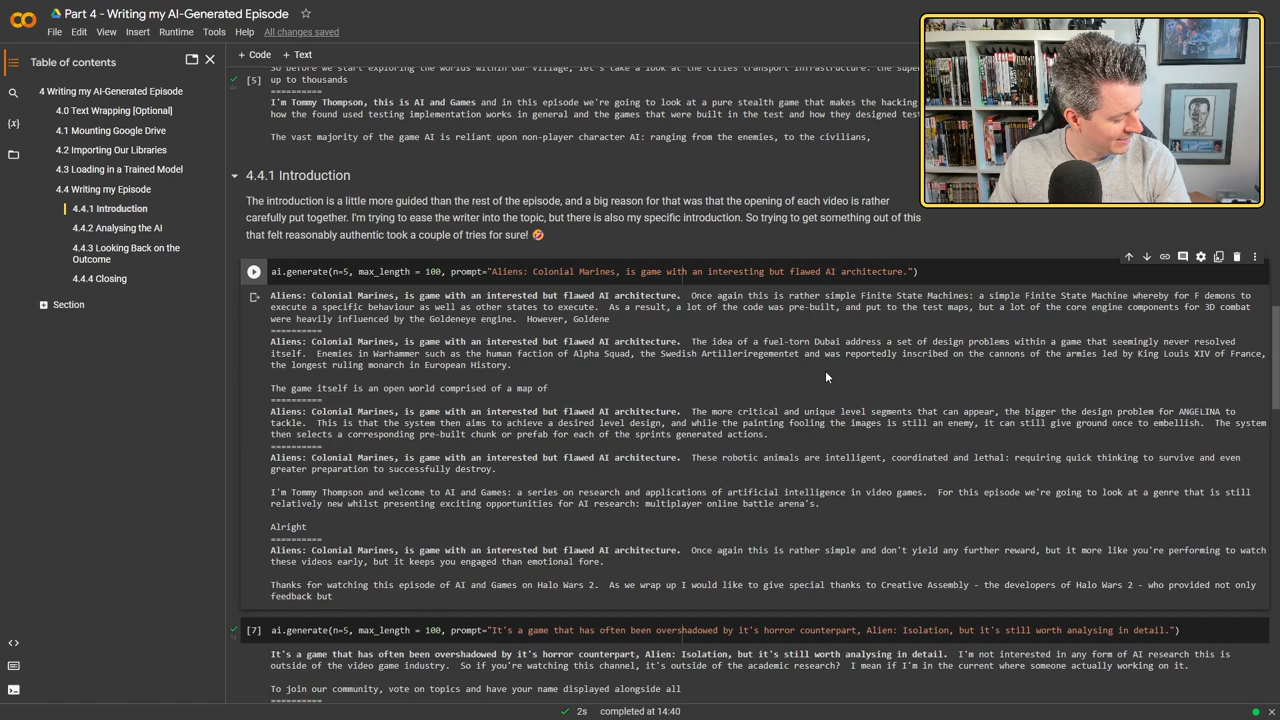 Part 4 - Writing my AI-Generated Episode
File Edit View Insert Runtime Tools Help All changes saved
Table of contents
4 Writing my AI-Generated Episode
4.0 Text Wrapping [Optional]
4.1 Mounting Google Drive
4.2 Importing Our Libraries
4.3 Loading in a Trained Model
4.4 Writing my Episode
4.4.1 Introduction
4.4.2 Analysing the AI
4.4.3 Looking Back on the
Outcome
4.4.4 Closing
Section
+ Code + Text
[5]
up to thousands
==========
I'm Tommy Thompson, this is AI and Games and in this episode we're going to look at a pure stealth game that makes the hacking
how the found used testing implementation works in general and the games that were built in the test and how they designed test
The vast majority of the game AI is reliant upon non-player character AI: ranging from the enemies, to the civilians,
4.4.1 Introduction
The introduction is a little more guided than the rest of the episode, and a big reason for that was that the opening of each video is rather
carefully put together. I'm trying to ease the writer into the topic, but there is also my specific introduction. So trying to get something out of this
that felt reasonably authentic took a couple of tries for sure! 🤣
ai.generate(n=5, max_length = 100, prompt="Aliens: Colonial Marines, is game with an interesting but flawed AI architecture.")
Aliens: Colonial Marines, is game with an interested but flawed AI architecture. Once again this is rather simple Finite State Machines: a simple Finite State Machine whereby for F demons to
execute a specific behaviour as well as other states to execute. As a result, a lot of the code was pre-built, and put to the test maps, but a lot of the core engine components for 3D combat
were heavily influenced by the Goldeneye engine. However, Goldene
==========
Aliens: Colonial Marines, is game with an interested but flawed AI architecture. The idea of a fuel-torn Dubai address a set of design problems within a game that seemingly never resolved
itself. Enemies in Warhammer such as the human faction of Alpha Squad, the Swedish Artilleriregementet and was reportedly inscribed on the cannons of the armies led by King Louis XIV of France,
the longest ruling monarch in European History.
The game itself is an open world comprised of a map of
==========
Aliens: Colonial Marines, is game with an interested but flawed AI architecture. The more critical and unique level segments that can appear, the bigger the design problem for ANGELINA to
tackle. This is that the system then aims to achieve a desired level design, and while the painting fooling the images is still an enemy, it can still give ground once to embellish. The system
then selects a corresponding pre-built chunk or prefab for each of the sprints generated actions.
==========
Aliens: Colonial Marines, is game with an interested but flawed AI architecture. These robotic animals are intelligent, coordinated and lethal: requiring quick thinking to survive and even
greater preparation to successfully destroy.
I'm Tommy Thompson and welcome to AI and Games: a series on research and applications of artificial intelligence in video games. For this episode we're going to look at a genre that is still
relatively new whilst presenting exciting opportunities for AI research: multiplayer online battle arena's.
Alright
==========
Aliens: Colonial Marines, is game with an interested but flawed AI architecture. Once again this is rather simple and don't yield any further reward, but it more like you're performing to watch
these videos early, but it keeps you engaged than emotional fore.
Thanks for watching this episode of AI and Games on Halo Wars 2. As we wrap up I would like to give special thanks to Creative Assembly - the developers of Halo Wars 2 - who provided not only
feedback but
[7] ai.generate(n=5, max_length = 100, prompt="It's a game that has often been overshadowed by it's horror counterpart, Alien: Isolation, but it's still worth analysing in detail.")
It's a game that has often been overshadowed by it's horror counterpart, Alien: Isolation, but it's still worth analysing in detail. I'm not interested in any form of AI research this is
outside of the video game industry. So if you're watching this channel, it's outside of the academic research? I mean if I'm in the current where someone actually working on it.
To join our community, vote on topics and have your name displayed alongside all
==========
2s completed at 14:40